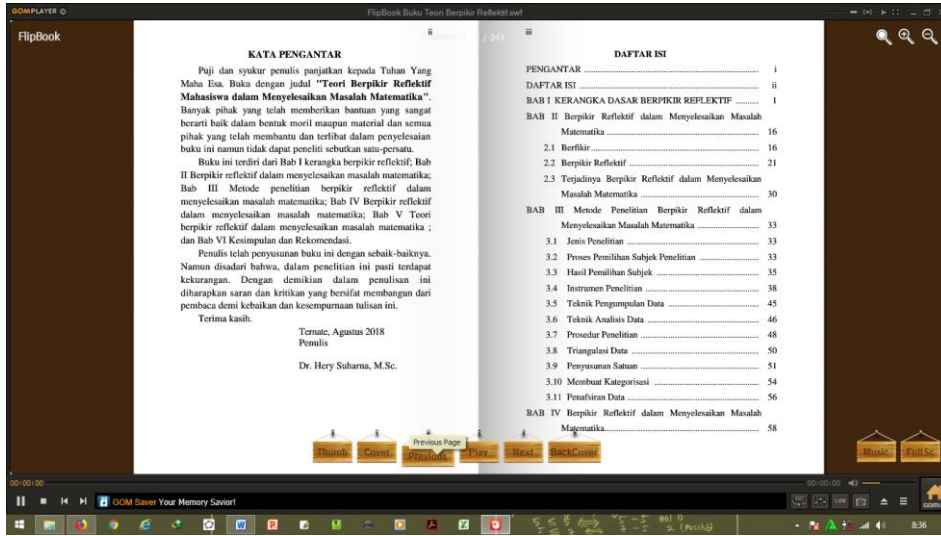 GOMPLAYER
FlipBook Buku Teori Berpikir Reflektif.swf
FlipBook
/ 243
KATA PENGANTAR
Puji dan syukur penulis panjatkan kepada Tuhan Yang
Maha Esa. Buku dengan judul "Teori Berpikir Reflektif
Mahasiswa dalam Menyelesaikan Masalah Matematika".
Banyak pihak yang telah memberikan bantuan yang sangat
berarti baik dalam bentuk moril maupun material dan semua
pihak yang telah membantu dan terlibat dalam penyelesaian
buku ini namun tidak dapat peneliti sebutkan satu-persatu.
Buku ini terdiri dari Bab I kerangka berpikir reflektif; Bab
II Berpikir reflektif dalam menyelesaikan masalah matematika;
Bab III Metode penelitian berpikir reflektif dalam
menyelesaikan masalah matematika; Bab IV Berpikir reflektif
dalam menyelesaikan masalah matematika; Bab V Teori
berpikir reflektif dalam menyelesaikan masalah matematika ;
dan Bab VI Kesimpulan dan Rekomendasi.
Penulis telah penyusunan buku ini dengan sebaik-baiknya.
Namun disadari bahwa, dalam penelitian ini pasti terdapat
kekurangan. Dengan demikian dalam penulisan ini
diharapkan saran dan kritikan yang bersifat membangun dari
pembaca demi kebaikan dan kesempurnaan tulisan ini.
Terima kasih.
Ternate, Agustus 2018
Penulis
Dr. Hery Suharna, M.Sc.
DAFTAR ISI
PENGANTAR ... i
DAFTAR ISI ... ii
BAB I KERANGKA DASAR BERPIKIR REFLEKTIF ... 1
BAB II Berpikir Reflektif dalam Menyelesaikan Masalah
Matematika ... 16
2.1 Berfikir ... 16
2.2 Berpikir Reflektif ... 21
2.3 Terjadinya Berpikir Reflektif dalam Menyelesaikan
Masalah Matematika ... 30
BAB III Metode Penelitian Berpikir Reflektif dalam
Menyelesaikan Masalah Matematika ... 33
3.1 Jenis Penelitian ... 33
3.2 Proses Pemilihan Subjek Penelitian ... 33
3.3 Hasil Pemilihan Subjek ... 35
3.4 Instrumen Penelitian ... 38
3.5 Teknik Pengumpulan Data ... 45
3.6 Teknik Analisis Data ... 46
3.7 Prosedur Penelitian ... 48
3.8 Triangulasi Data ... 50
3.9 Penyusunan Satuan ... 51
3.10 Membuat Kategorisasi ... 54
3.11 Penafsiran Data ... 56
BAB IV Berpikir Reflektif dalam Menyelesaikan Masalah
Matematika ... 58
Previous Page
Thumb Cover Previous Play Next BackCover Music FullSc
00:00:00 00:00:00
GOM Saver Your Memory Savior!
8:36